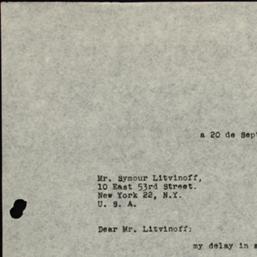 a 20 de Sep
Mr. Symour Litvinoff,
10 East 53rd Street.
New York 22, N.Y.
U. S. A.
Dear Mr. Litvinoff:
my delay in